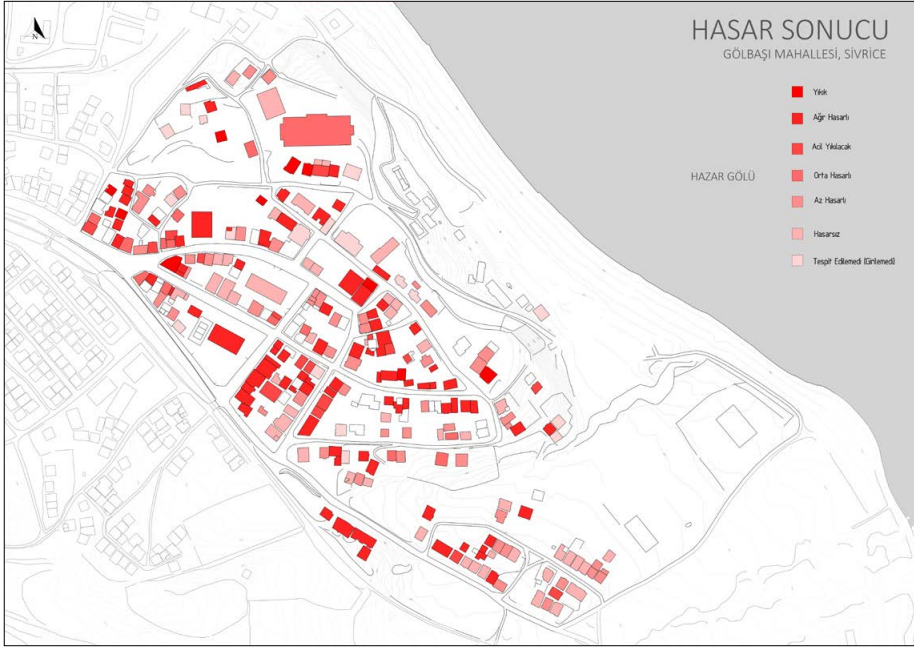 HASAR SONUCU
GÖLBAŞI MAHALLESİ, SİVRİCE
N
Yıkık
Ağır Hasarlı
Acil Yıkılacak
HAZAR GÖLÜ
Orta Hasarlı
Az Hasarlı
Hasarsız
Tespit Edilemedi (Girilemedi)